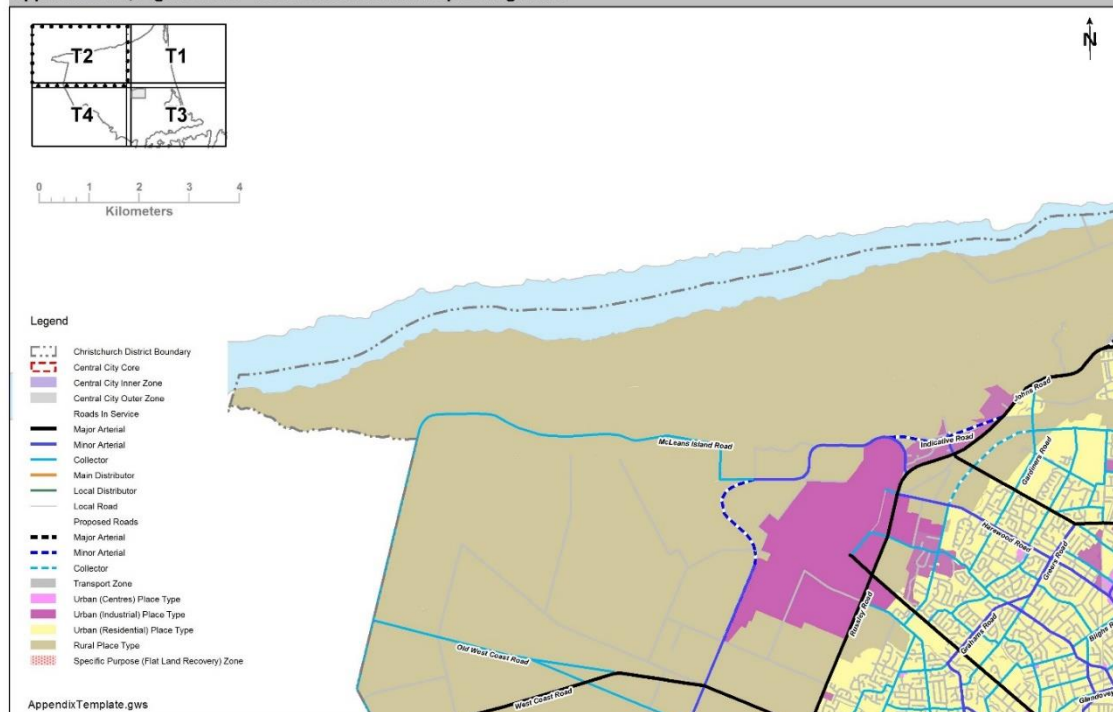 N
T2
T1
T4
T3
0
1
2
3
4
Kilometers
Legend
Christchurch District Boundary
Central City Core
Central City Inner Zone
Central City Outer Zone
Roads In Service
Major Arterial
Minor Arterial
Collector
Main Distributor
Local Distributor
Local Road
Proposed Roads
Major Arterial
Minor Arterial
Collector
Transport Zone
Urban (Centres) Place Type
Urban (Industrial) Place Type
Urban (Residential) Place Type
Rural Place Type
Specific Purpose (Flat Land Recovery) Zone
AppendixTemplate.gws
McLeans Island Road
Indicative Road
Johns Road
Gardiners Road
Harewood Road
Greers Road
Russley Road
Grahams Road
Old West Coast Road
West Coast Road